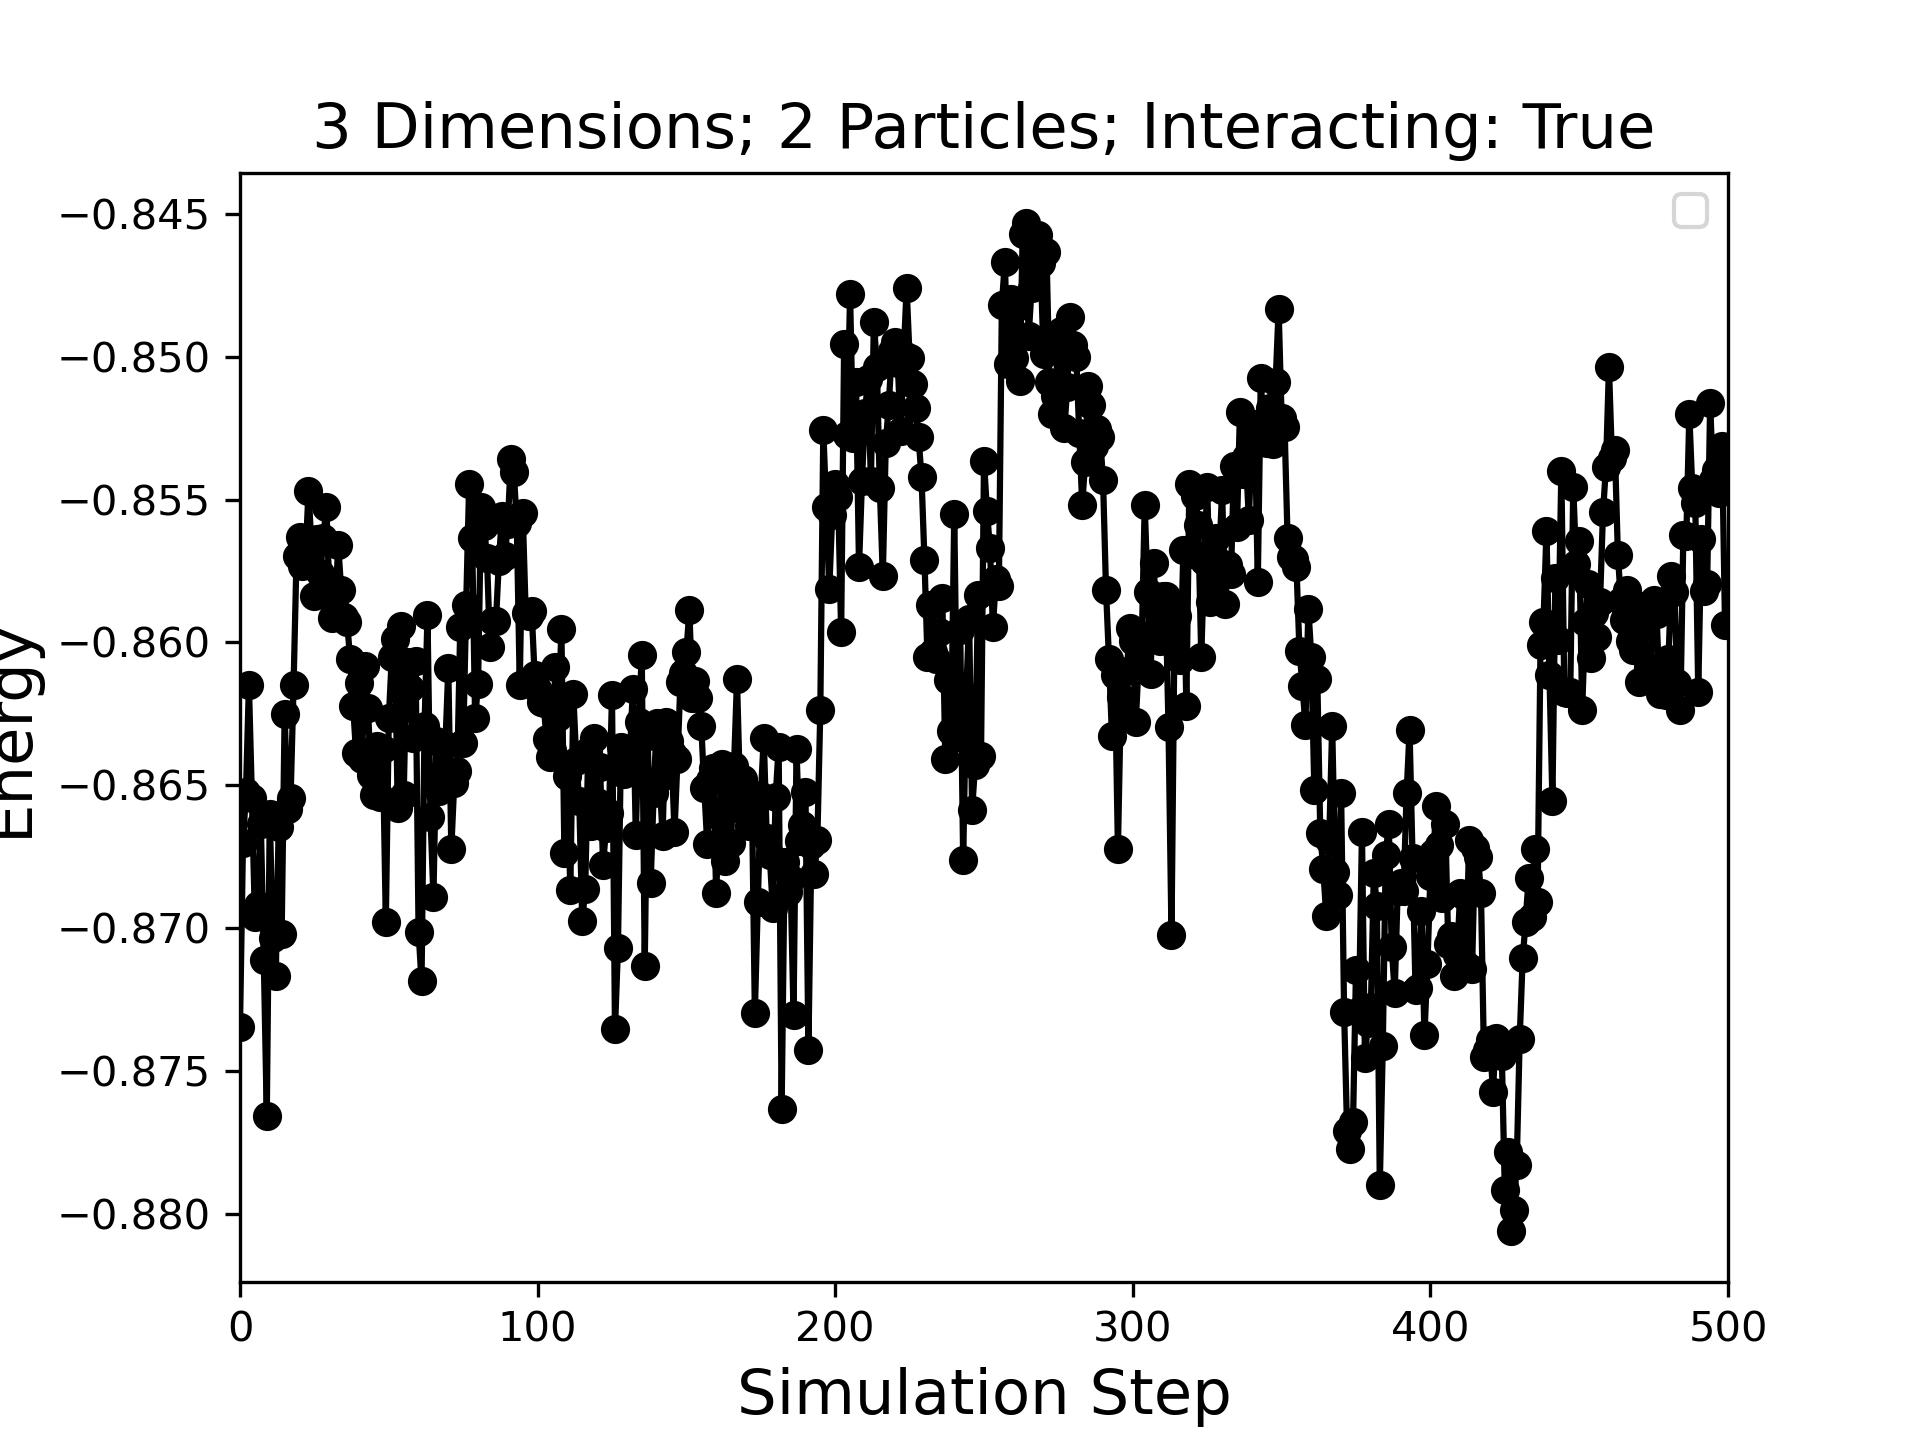 3 Dimensions; 2 Particles; Interacting: True
−0.845
−0.850
−0.855
−0.860
−0.865
−0.870
−0.875
−0.880
Energy
0 100 200 300 400 500
Simulation Step